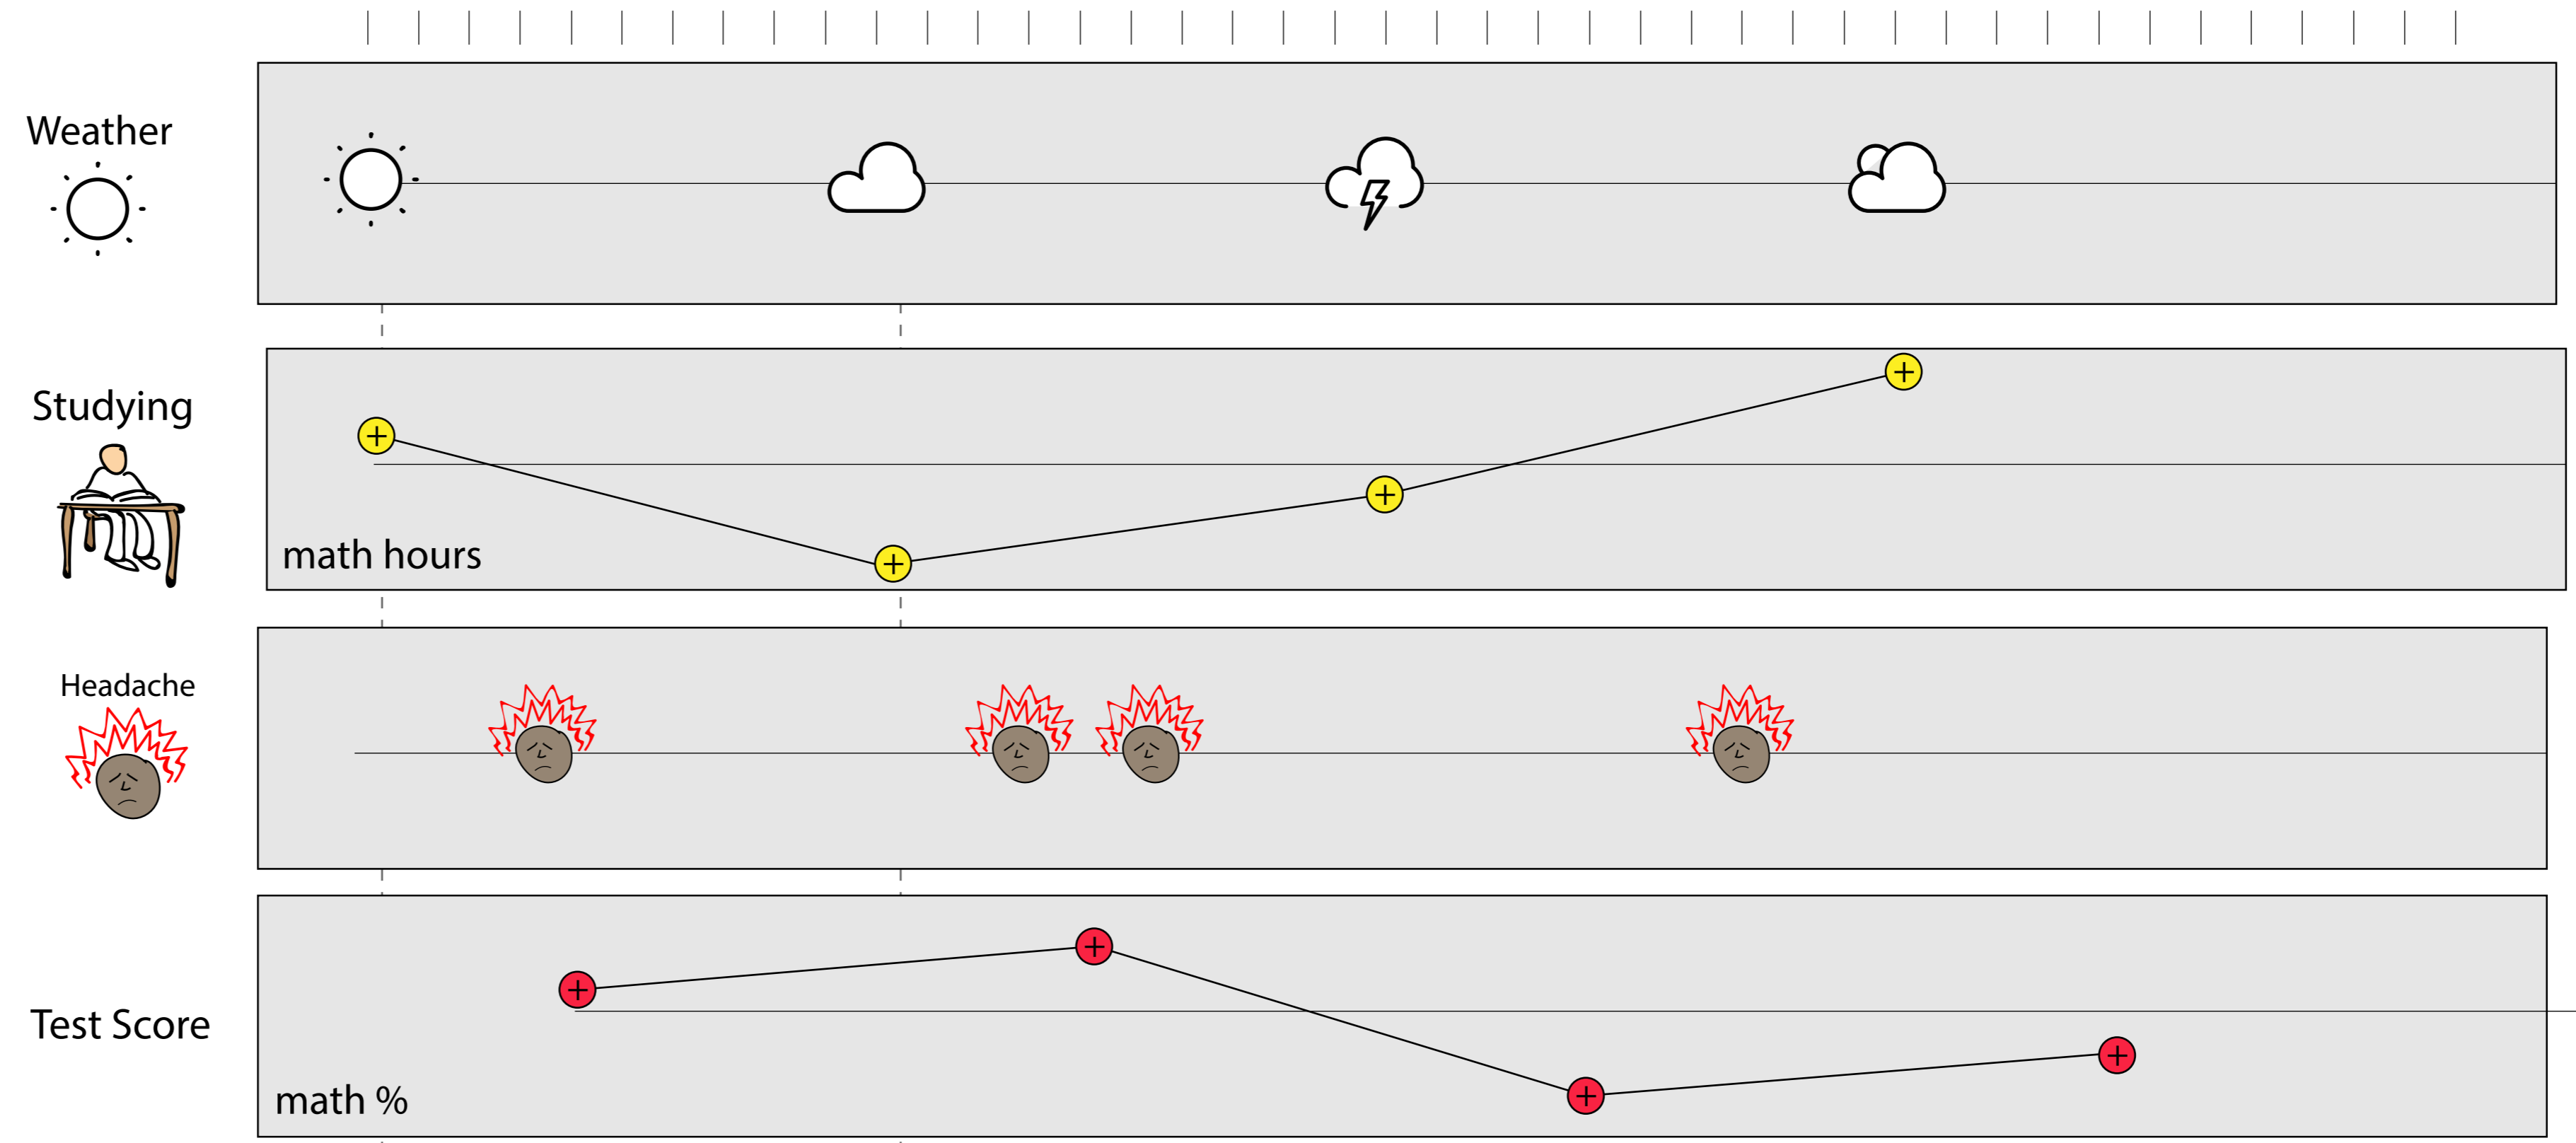 Weather
Studying
math hours
Headache
Test Score
math %